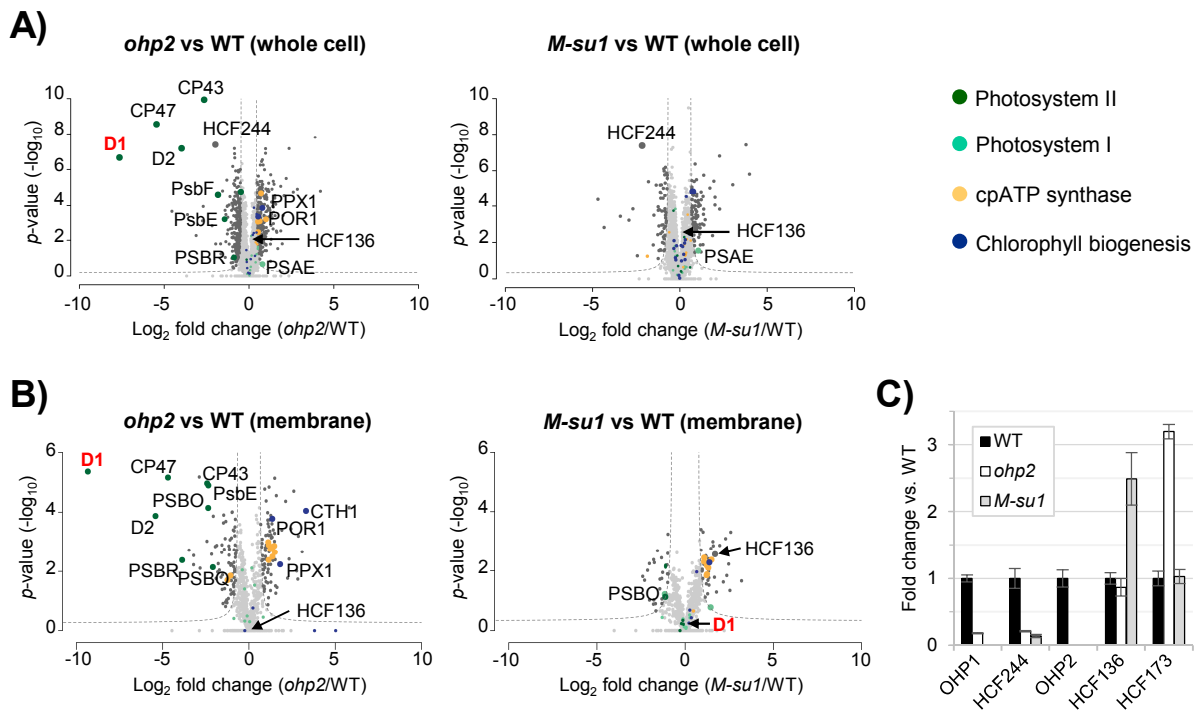 A)
ohp2 vs WT (whole cell)
10
8
6
4
2
0
p-value (-log10)
CP43
CP47
HCF244
D1
D2
PsbF
PPX1
PsbE
POR1
HCF136
PSBR
PSAE
-10
-5
0
5
10
Log2 fold change (ohp2/WT)
M-su1 vs WT (whole cell)
10
8
6
4
2
0
p-value (-log10)
HCF244
HCF136
PSAE
-10
-5
0
5
10
Log2 fold change (M-su1/WT)
Photosystem II
Photosystem I
cpATP synthase
Chlorophyll biogenesis
B)
ohp2 vs WT (membrane)
6
4
2
0
p-value (-log10)
D1
CP47
CP43
PsbE
PSBO
CTH1
D2
POR1
PSBR
PSBQ
PPX1
HCF136
-10
-5
0
5
10
Log2 fold change (ohp2/WT)
M-su1 vs WT (membrane)
6
4
2
0
p-value (-log10)
HCF136
PSBO
D1
-10
-5
0
5
10
Log2 fold change (M-su1/WT)
C)
Fold change vs. WT
3
2
1
0
WT
ohp2
M-su1
OHP1
HCF244
OHP2
HCF136
HCF173